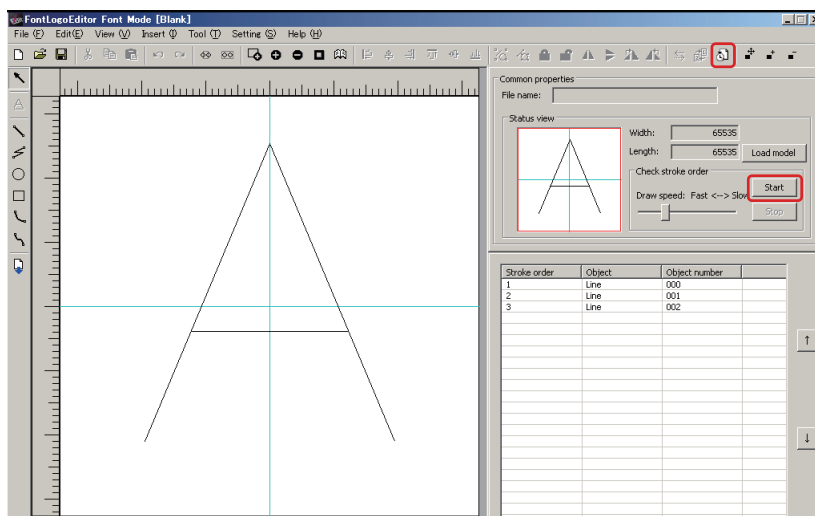 FontLogoEditor Font Mode [Blank]
File (F) Edit(E) View (V) Insert (I) Tool (T) Setting (S) Help (H)
Common properties
File name:
Status view
Width: 65535
Length: 65535 Load model
Check stroke order
Draw speed: Fast <--> Slow Start
Stop
Stroke order Object Object number
1 Line 000
2 Line 001
3 Line 002
↑
↓